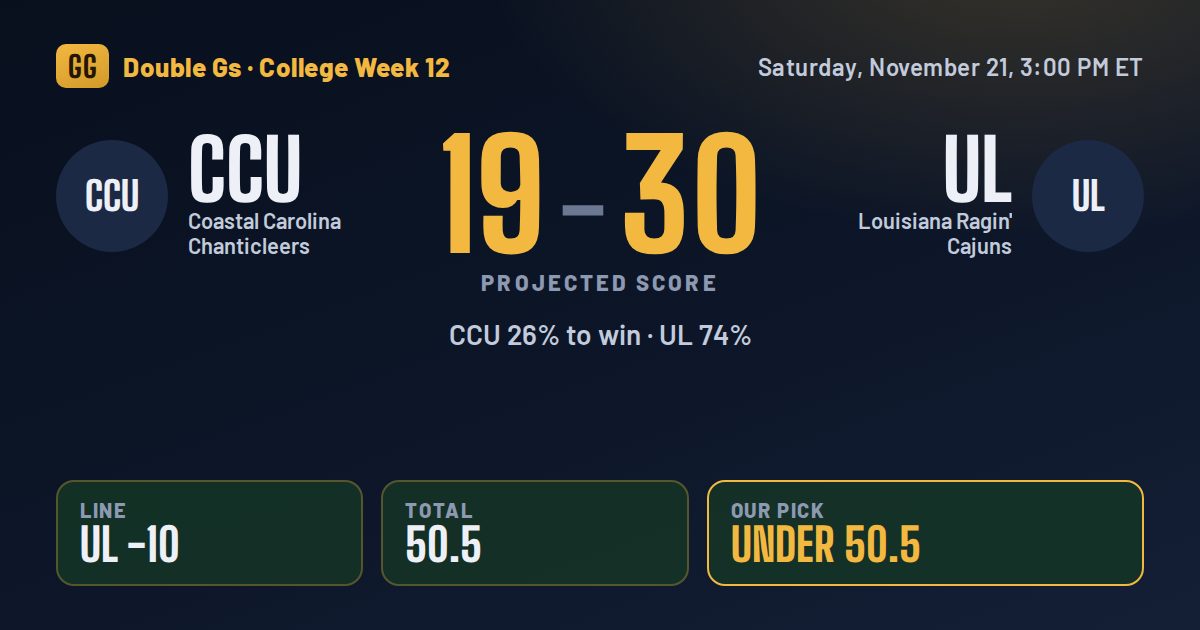 GG
Double Gs · College Week 12
Saturday, November 21, 3:00 PM ET
CCU
CCU
Coastal Carolina
Chanticleers
19 – 30
PROJECTED SCORE
CCU 26% to win · UL 74%
UL
Louisiana Ragin'
Cajuns
UL
LINE
UL −10
TOTAL
50.5
OUR PICK
UNDER 50.5